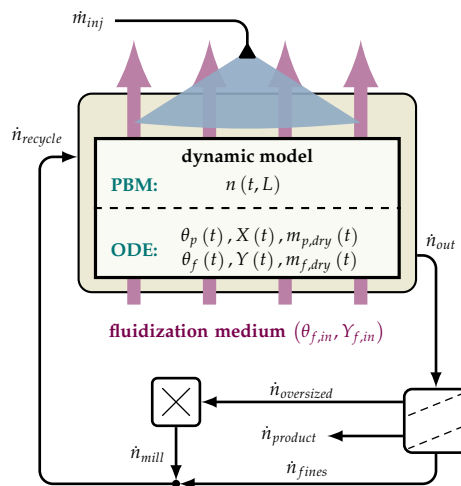 ṁ_inj
ṅ_recycle
dynamic model
PBM: n (t, L)
θ_p (t), X (t), m_p,dry (t)
ODE: θ_f (t), Y (t), m_f,dry (t)
ṅ_out
fluidization medium (θ_f,in, Y_f,in)
ṅ_oversized
ṅ_product
ṅ_mill
ṅ_fines